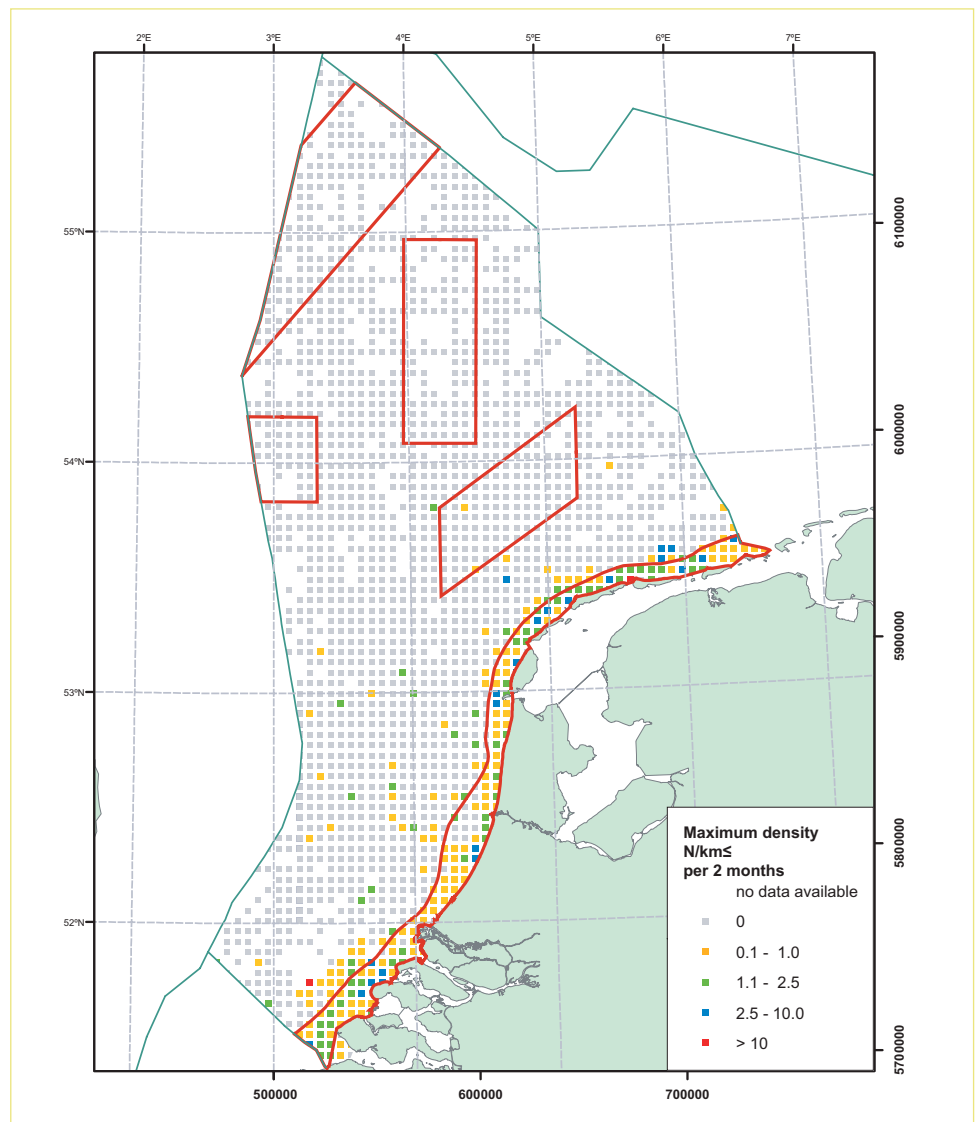 2°E 3°E 4°E 5°E 6°E 7°E
55°N
54°N
53°N
52°N
6100000
6000000
5900000
5800000
5700000
500000 600000 700000
Maximum density
N/km≤
per 2 months
no data available
0
0.1 - 1.0
1.1 - 2.5
2.5 - 10.0
> 10